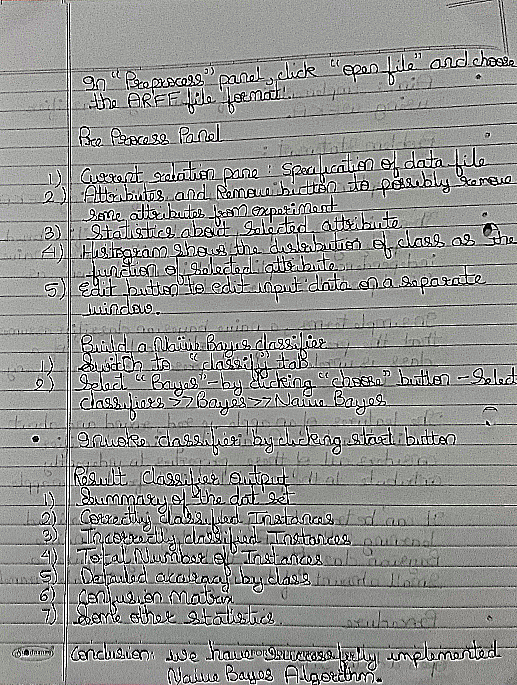 In "Preprocess" panel, click "open file" and choose
the ARFF file format.
Pre Process Panel
1) Current relation pane : Specification of data file
2) Attributes and Remove button to possibly remove
some attributes from experiment
3) Statistics about selected attribute
4) Histogram shows the distribution of class as the
function of selected attribute
5) Edit button to edit input data on a separate
window.
Build a Naive Bayes classifier
1) Switch to "classify" tab
2) Select "Bayes" - by clicking "choose" button - Select
classifiers >> Bayes >> Naive Bayes
• Invoke classifier by clicking start button
Result classifier output
1) Summary of the dat set
2) Correctly classified Instances
3) Incorrectly classified Instances
4) Total Number of Instances
5) Detailed accuracy by class
6) Confusion matrix
7) Some other statistics.
Conclusion: we have successfully implemented
Naive Bayes Algorithm.